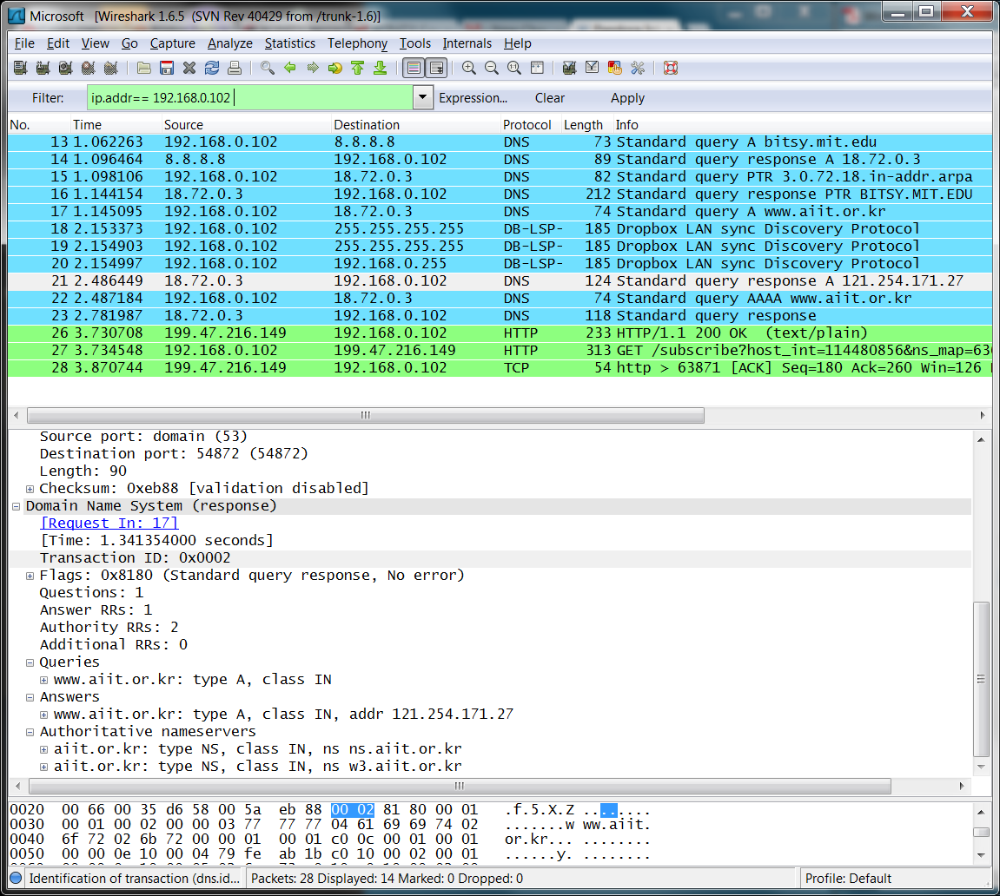 Microsoft [Wireshark 1.6.5 (SVN Rev 40429 from /trunk-1.6)]
File Edit View Go Capture Analyze Statistics Telephony Tools Internals Help
Filter: ip.addr== 192.168.0.102 Expression... Clear Apply
No. Time Source Destination Protocol Length Info
13 1.062263 192.168.0.102 8.8.8.8 DNS 73 Standard query A bitsy.mit.edu
14 1.096464 8.8.8.8 192.168.0.102 DNS 89 Standard query response A 18.72.0.3
15 1.098106 192.168.0.102 18.72.0.3 DNS 82 Standard query PTR 3.0.72.18.in-addr.arpa
16 1.144154 18.72.0.3 192.168.0.102 DNS 212 Standard query response PTR BITSY.MIT.EDU
17 1.145095 192.168.0.102 18.72.0.3 DNS 74 Standard query A www.aiit.or.kr
18 2.153373 192.168.0.102 255.255.255.255 DB-LSP- 185 Dropbox LAN sync Discovery Protocol
19 2.154903 192.168.0.102 255.255.255.255 DB-LSP- 185 Dropbox LAN sync Discovery Protocol
20 2.154997 192.168.0.102 192.168.0.255 DB-LSP- 185 Dropbox LAN sync Discovery Protocol
21 2.486449 18.72.0.3 192.168.0.102 DNS 124 Standard query response A 121.254.171.27
22 2.487184 192.168.0.102 18.72.0.3 DNS 74 Standard query AAAA www.aiit.or.kr
23 2.781987 18.72.0.3 192.168.0.102 DNS 118 Standard query response
26 3.730708 199.47.216.149 192.168.0.102 HTTP 233 HTTP/1.1 200 OK (text/plain)
27 3.734548 192.168.0.102 199.47.216.149 HTTP 313 GET /subscribe?host_int=114480856&ns_map=63
28 3.870744 199.47.216.149 192.168.0.102 TCP 54 http > 63871 [ACK] Seq=180 Ack=260 Win=126
Source port: domain (53)
Destination port: 54872 (54872)
Length: 90
Checksum: 0xeb88 [validation disabled]
Domain Name System (response)
[Request In: 17]
[Time: 1.341354000 seconds]
Transaction ID: 0x0002
Flags: 0x8180 (Standard query response, No error)
Questions: 1
Answer RRs: 1
Authority RRs: 2
Additional RRs: 0
Queries
www.aiit.or.kr: type A, class IN
Answers
www.aiit.or.kr: type A, class IN, addr 121.254.171.27
Authoritative nameservers
aiit.or.kr: type NS, class IN, ns ns.aiit.or.kr
aiit.or.kr: type NS, class IN, ns w3.aiit.or.kr
0020 00 66 00 35 d6 58 00 5a eb 88 00 02 81 80 00 01 .f.5.X.Z ........
0030 00 01 00 02 00 00 03 77 77 77 04 61 69 69 74 02 .......w ww.aiit.
0040 6f 72 02 6b 72 00 00 01 00 01 c0 0c 00 01 00 01 or.kr... ........
0050 00 00 0e 10 00 04 79 fe ab 1b c0 10 00 02 00 01 ......y. ........
Identification of transaction (dns.id... Packets: 28 Displayed: 14 Marked: 0 Dropped: 0 Profile: Default